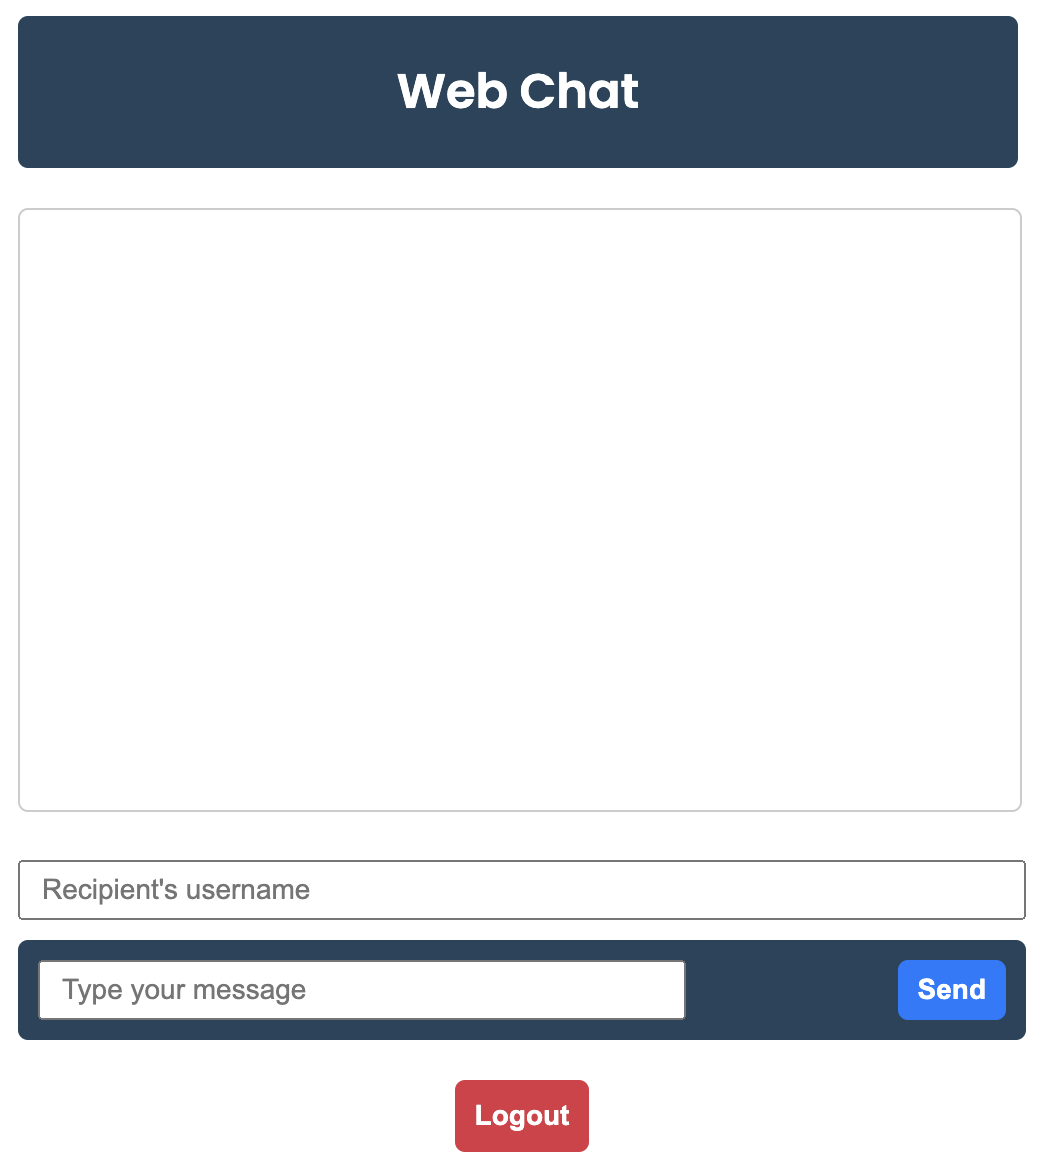 Web Chat
Recipient's username
Type your message
Send
Logout